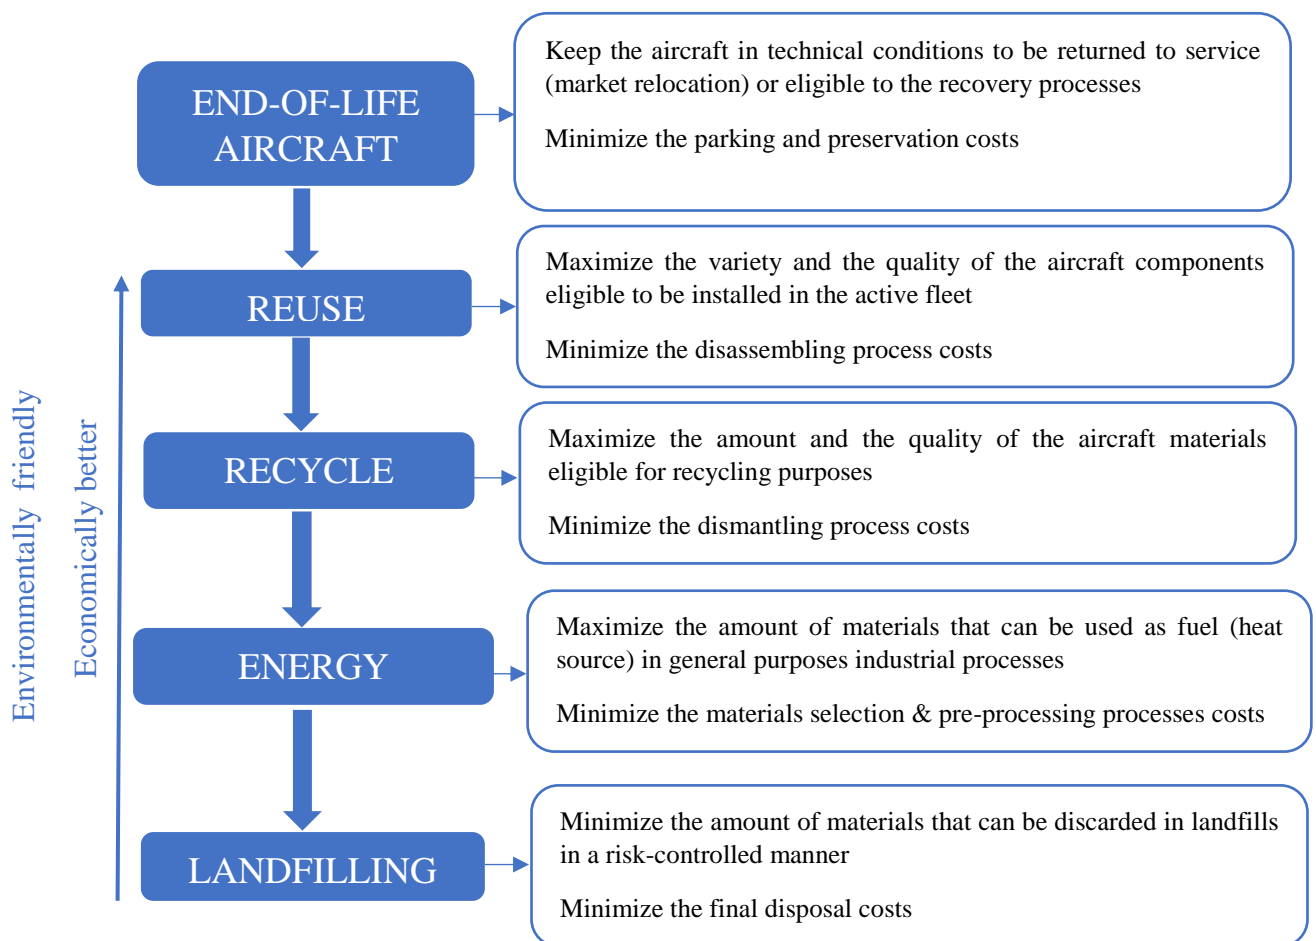 END-OF-LIFE
AIRCRAFT
Keep the aircraft in technical conditions to be returned to service
(market relocation) or eligible to the recovery processes
Minimize the parking and preservation costs
REUSE
Maximize the variety and the quality of the aircraft components
eligible to be installed in the active fleet
Minimize the disassembling process costs
RECYCLE
Maximize the amount and the quality of the aircraft materials
eligible for recycling purposes
Minimize the dismantling process costs
ENERGY
Maximize the amount of materials that can be used as fuel (heat
source) in general purposes industrial processes
Minimize the materials selection & pre-processing processes costs
LANDFILLING
Minimize the amount of materials that can be discarded in landfills
in a risk-controlled manner
Minimize the final disposal costs
Environmentally friendly
Economically better